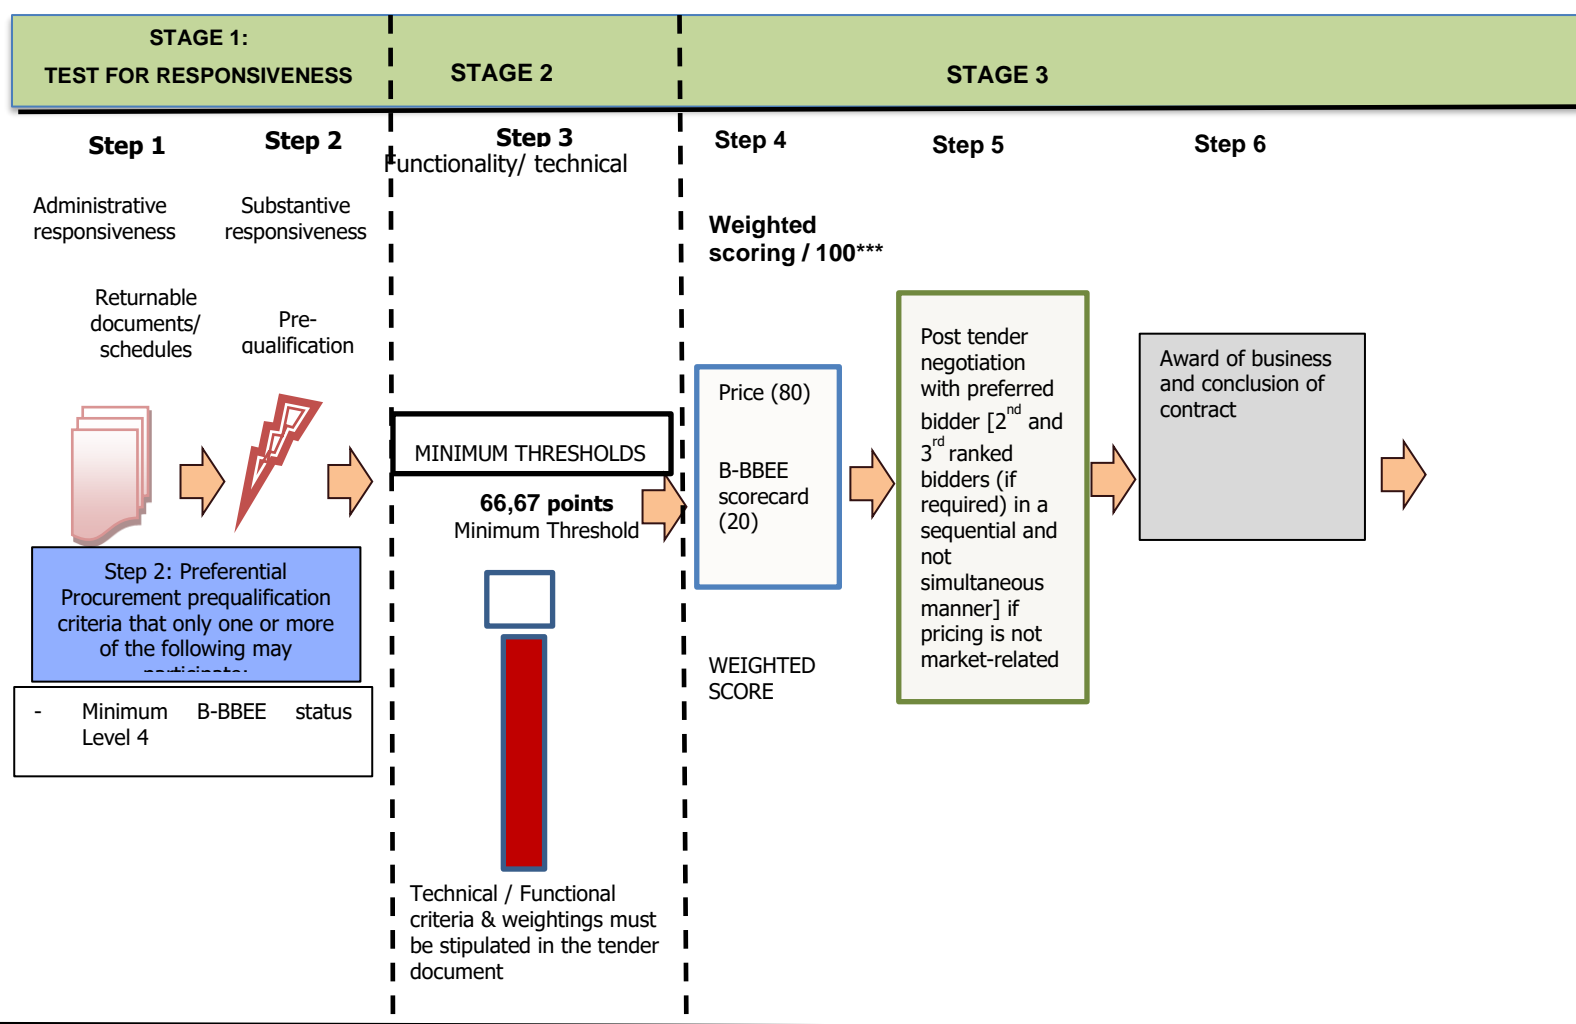 STAGE 1:
TEST FOR RESPONSIVENESS
STAGE 2
STAGE 3
Step 1
Step 2
Step 3
Functionality/ technical
Step 4
Step 5
Step 6
Administrative
responsiveness
Substantive
responsiveness
Weighted
scoring / 100***
Returnable
documents/
schedules
Pre-
qualification
MINIMUM THRESHOLDS
66,67 points
Minimum Threshold
Price (80)
B-BBEE
scorecard
(20)
Post tender
negotiation
with preferred
bidder [2nd and
3rd ranked
bidders (if
required) in a
sequential and
not
simultaneous
manner] if
pricing is not
market-related
Award of business
and conclusion of
contract
Step 2: Preferential
Procurement prequalification
criteria that only one or more
of the following may
participate:
- Minimum B-BBEE status
Level 4
WEIGHTED
SCORE
Technical / Functional
criteria & weightings must
be stipulated in the tender
document